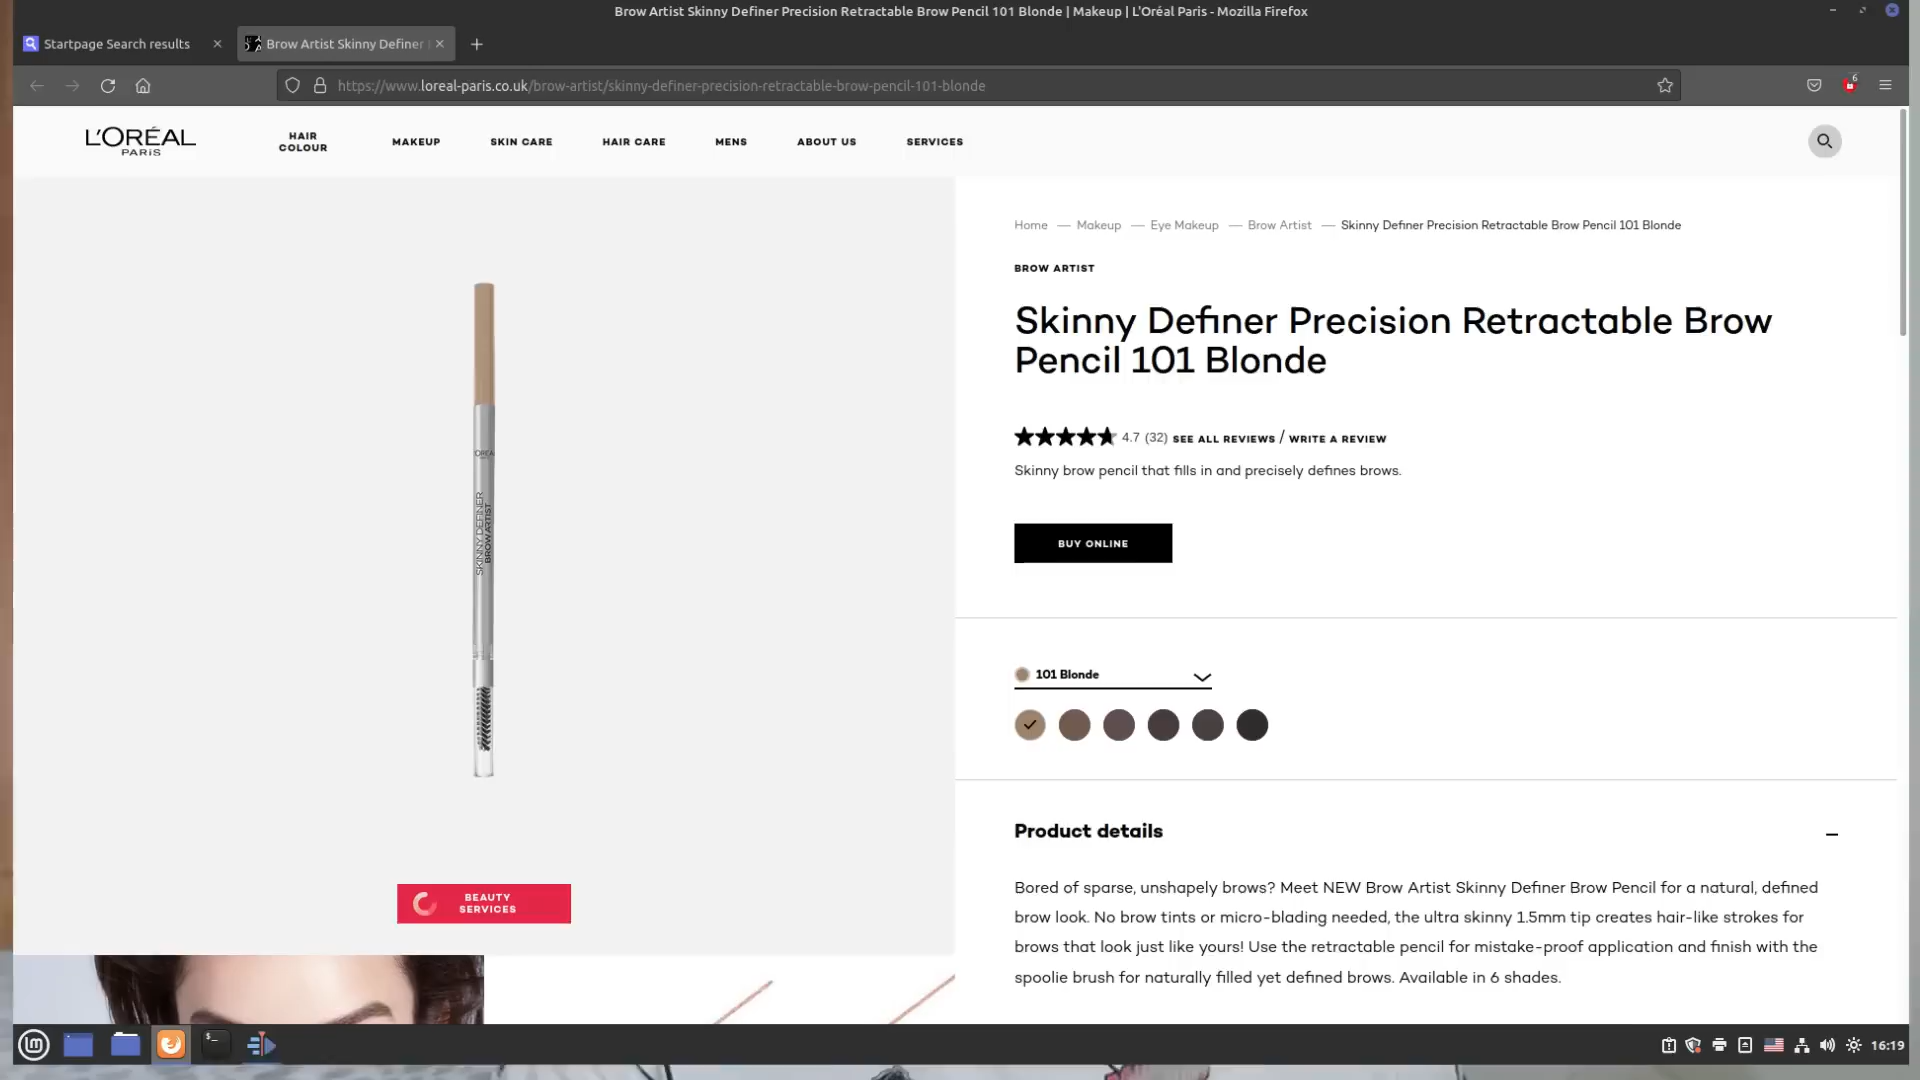 Brow Artist Skinny Definer Precision Retractable Brow Pencil 101 Blonde | Makeup | L'Oréal Paris - Mozilla Firefox
Startpage Search results
Brow Artist Skinny Definer
https://www.loreal-paris.co.uk/brow-artist/skinny-definer-precision-retractable-brow-pencil-101-blonde
6
L'ORÉAL
PARIS
HAIR
COLOUR
MAKEUP
SKIN CARE
HAIR CARE
MENS
ABOUT US
SERVICES
Home — Makeup — Eye Makeup — Brow Artist — Skinny Definer Precision Retractable Brow Pencil 101 Blonde
BROW ARTIST
Skinny Definer Precision Retractable Brow
Pencil 101 Blonde
4.7 (32) SEE ALL REVIEWS / WRITE A REVIEW
Skinny brow pencil that fills in and precisely defines brows.
BUY ONLINE
SKINNY DEFINER
BROW ARTIST
101 Blonde
Product details
Bored of sparse, unshapely brows? Meet NEW Brow Artist Skinny Definer Brow Pencil for a natural, defined
brow look. No brow tints or micro-blading needed, the ultra skinny 1.5mm tip creates hair-like strokes for
brows that look just like yours! Use the retractable pencil for mistake-proof application and finish with the
spoolie brush for naturally filled yet defined brows. Available in 6 shades.
BEAUTY
SERVICES
16:19